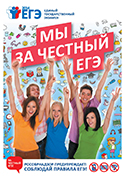 ЕГЭ
ЕДИНЫЙ
ГОСУДАРСТВЕННЫЙ
ЭКЗАМЕН
МЫ
ЗА ЧЕСТНЫЙ
ЕГЭ
РОСОБРНАДЗОР ПРЕДУПРЕЖДАЕТ:
СОБЛЮДАЙ ПРАВИЛА ЕГЭ!